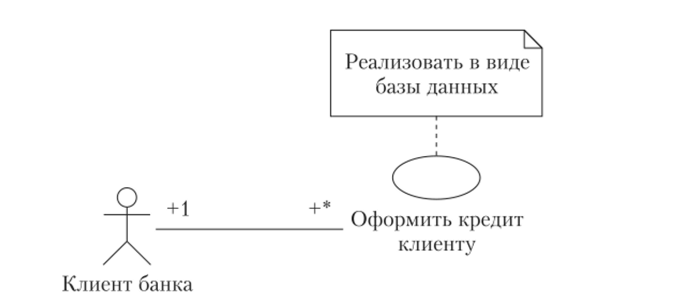 Реализовать в виде
базы данных
+1
+*
Оформить кредит
клиенту
Клиент банка